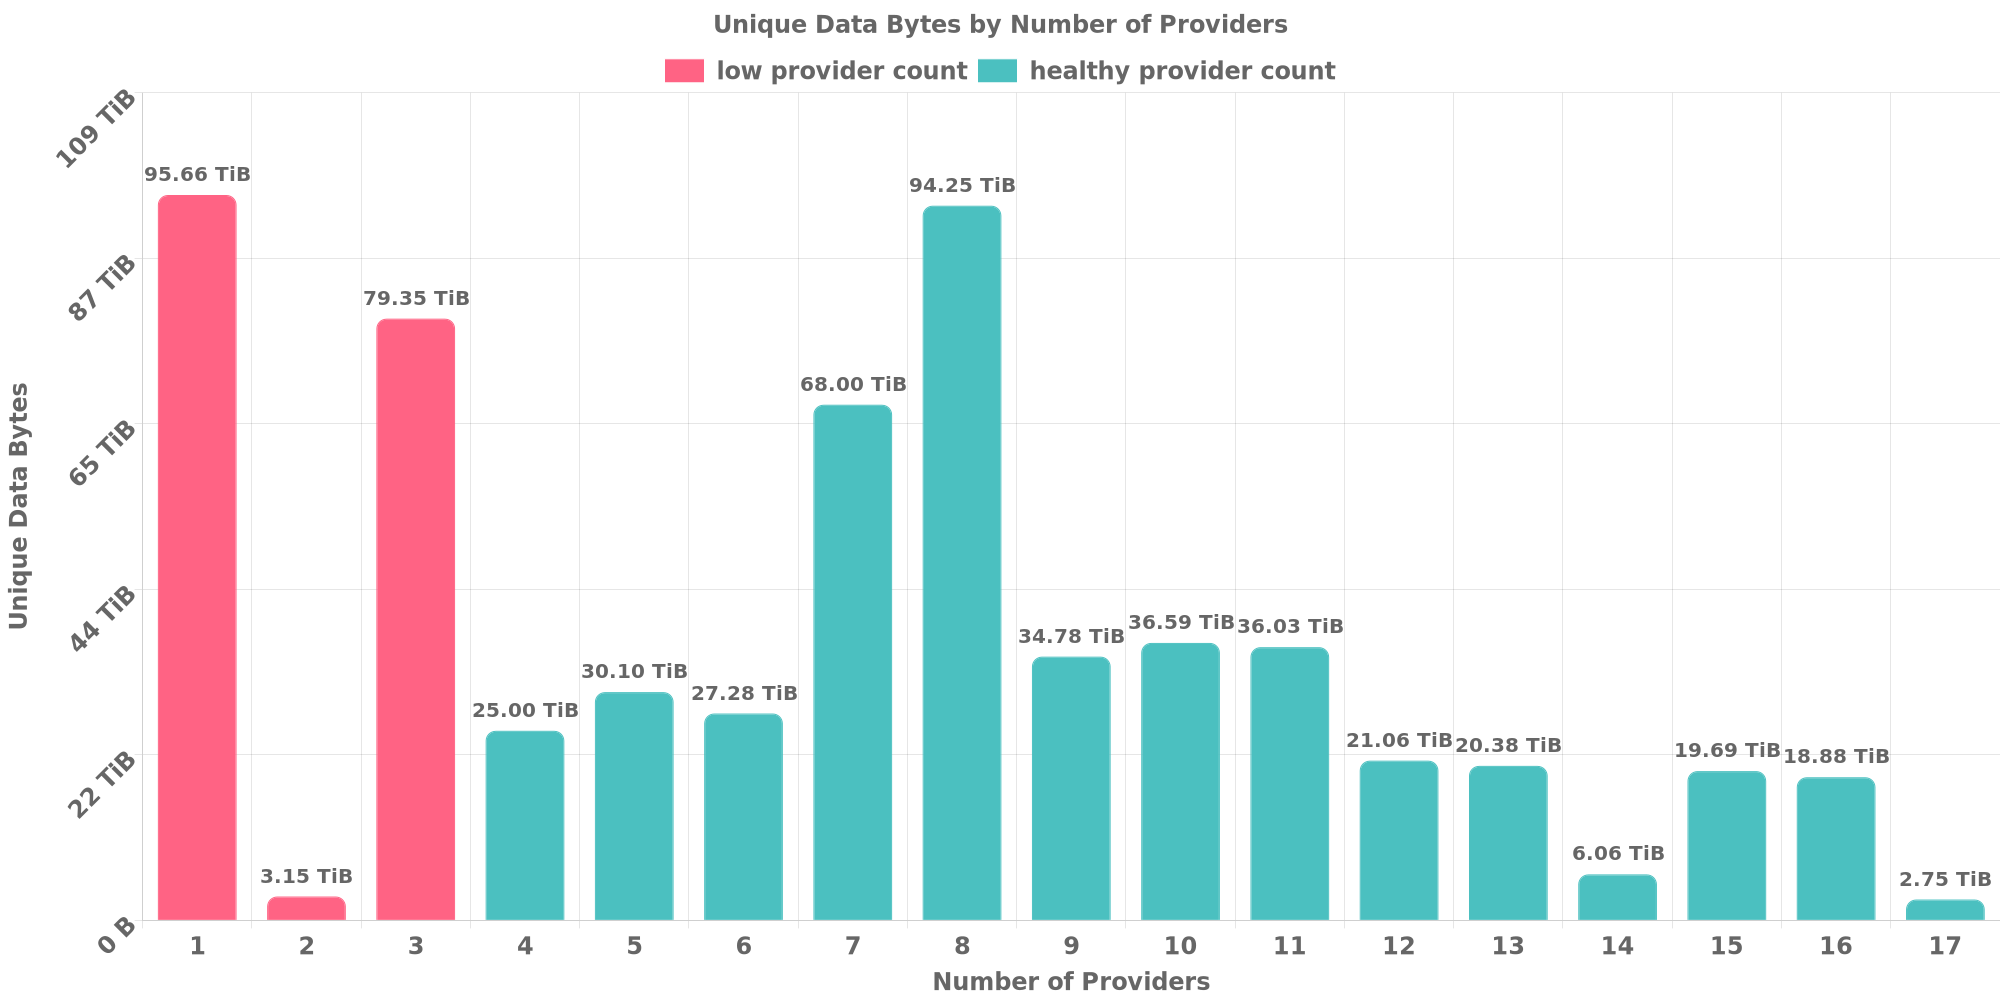 Unique Data Bytes by Number of Providers
low provider count healthy provider count
109 TiB
87 TiB
65 TiB
44 TiB
22 TiB
0 B
Unique Data Bytes
95.66 TiB
3.15 TiB
79.35 TiB
25.00 TiB
30.10 TiB
27.28 TiB
68.00 TiB
94.25 TiB
34.78 TiB
36.59 TiB
36.03 TiB
21.06 TiB
20.38 TiB
6.06 TiB
19.69 TiB
18.88 TiB
2.75 TiB
1 2 3 4 5 6 7 8 9 10 11 12 13 14 15 16 17
Number of Providers